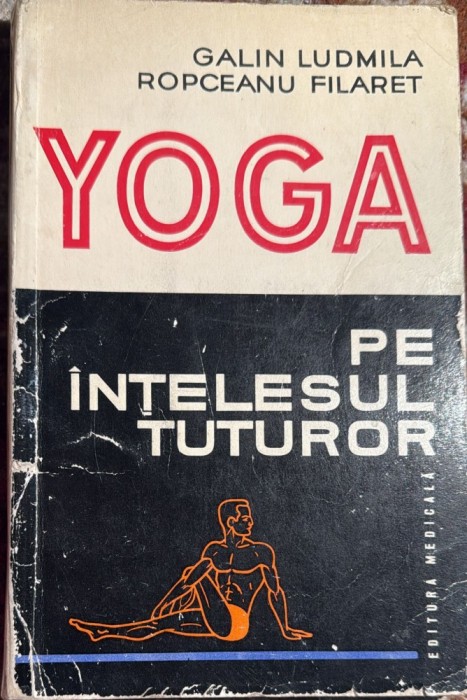 GALIN LUDMILA
ROPCEANU FILARET
YOGA
PE
ÎNȚELESUL
TUTUROR
EDITURA MEDICALĂ